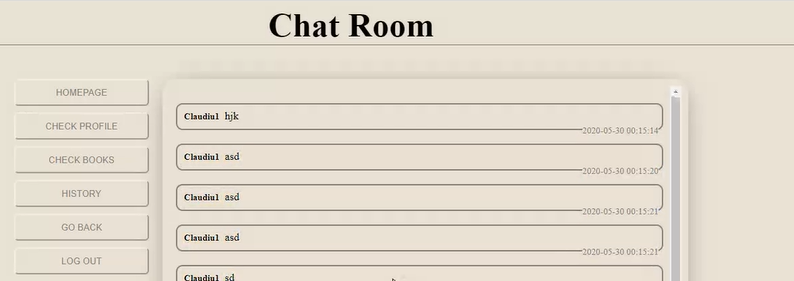 Chat Room
HOMEPAGE
CHECK PROFILE
CHECK BOOKS
HISTORY
GO BACK
LOG OUT
Claudiu1 hjk
2020-05-30 00:15:14
Claudiu1 asd
2020-05-30 00:15:20
Claudiu1 asd
2020-05-30 00:15:21
Claudiu1 asd
2020-05-30 00:15:21
Claudiu1 sd